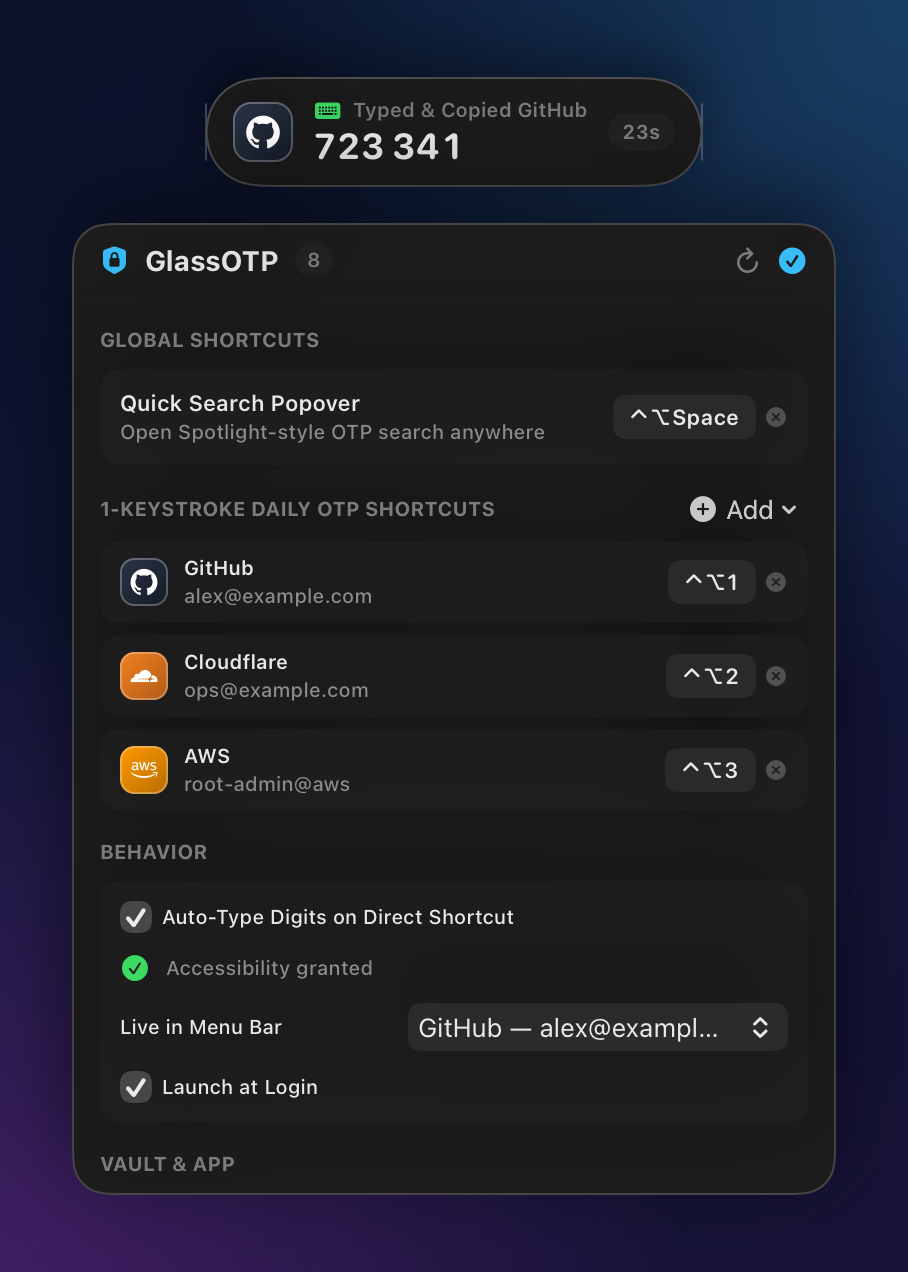 Typed & Copied GitHub
723 341
23s
GlassOTP 8
GLOBAL SHORTCUTS
Quick Search Popover
Open Spotlight-style OTP search anywhere
⌃⌥Space
1-KEYSTROKE DAILY OTP SHORTCUTS
Add
GitHub
alex@example.com
⌃⌥1
Cloudflare
ops@example.com
⌃⌥2
aws
AWS
root-admin@aws
⌃⌥3
BEHAVIOR
Auto-Type Digits on Direct Shortcut
Accessibility granted
Live in Menu Bar
GitHub — alex@exampl...
Launch at Login
VAULT & APP